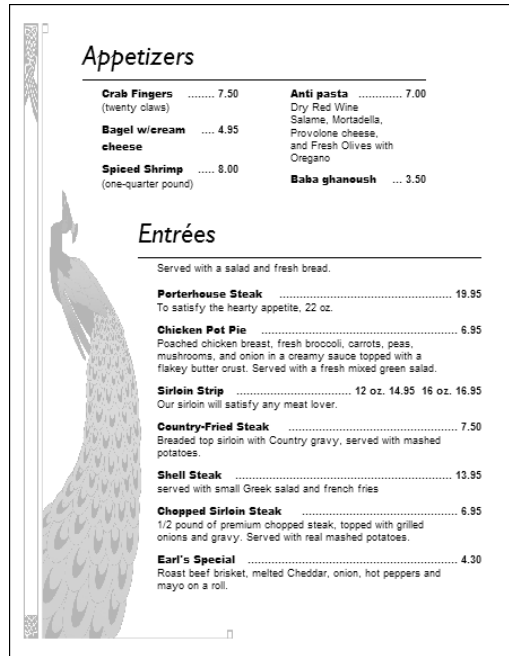 Appetizers
Crab Fingers ........ 7.50
(twenty claws)
Bagel w/cream .... 4.95
cheese
Spiced Shrimp ..... 8.00
(one-quarter pound)
Anti pasta ............. 7.00
Dry Red Wine
Salame, Mortadella,
Provolone cheese,
and Fresh Olives with
Oregano
Baba ghanoush ... 3.50
Entrées
Served with a salad and fresh bread.
Porterhouse Steak .................................................... 19.95
To satisfy the hearty appetite, 22 oz.
Chicken Pot Pie ............................................................ 6.95
Poached chicken breast, fresh broccoli, carrots, peas,
mushrooms, and onion in a creamy sauce topped with a
flakey butter crust. Served with a fresh mixed green salad.
Sirloin Strip .................................. 12 oz. 14.95 16 oz. 16.95
Our sirloin will satisfy any meat lover.
Country-Fried Steak .................................................... 7.50
Breaded top sirloin with Country gravy, served with mashed
potatoes.
Shell Steak .................................................................. 13.95
served with small Greek salad and french fries
Chopped Sirloin Steak ................................................ 6.95
1/2 pound of premium chopped steak, topped with grilled
onions and gravy. Served with real mashed potatoes.
Earl's Special ................................................................ 4.30
Roast beef brisket, melted Cheddar, onion, hot peppers and
mayo on a roll.